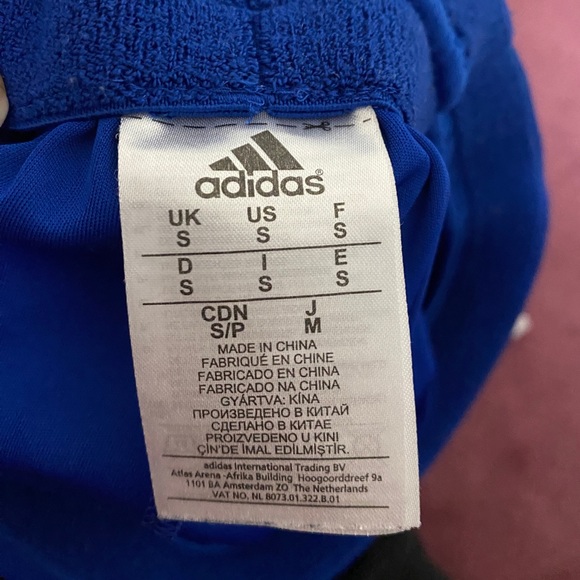 adidas®
UK US F
S S S
D I E
S S S
CDN J
S/P M
MADE IN CHINA
FABRIQUÉ EN CHINE
FABRICADO EN CHINA
FABRICADO NA CHINA
GYÁRTVA: KÍNA
ПРОИЗВЕДЕНО В КИТАЙ
СДЕЛАНО В КИТАЕ
PROIZVEDENO U KINI
ÇİN'DE IMAL EDİLMİŞTİR.
adidas International Trading BV
Atlas Arena -Afrika Building Hoogoorddreef 9a
1101 BA Amsterdam ZO The Netherlands
VAT NO. NL 8073.01.322.B.01